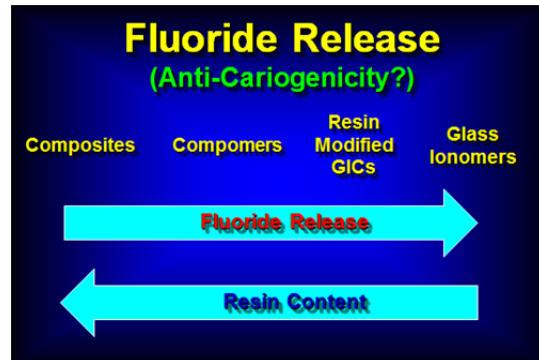 Fluoride Release
(Anti-Cariogenicity?)
Composites
Compomers
Resin
Modified
GICs
Glass
Ionomers
Fluoride Release
Resin Content